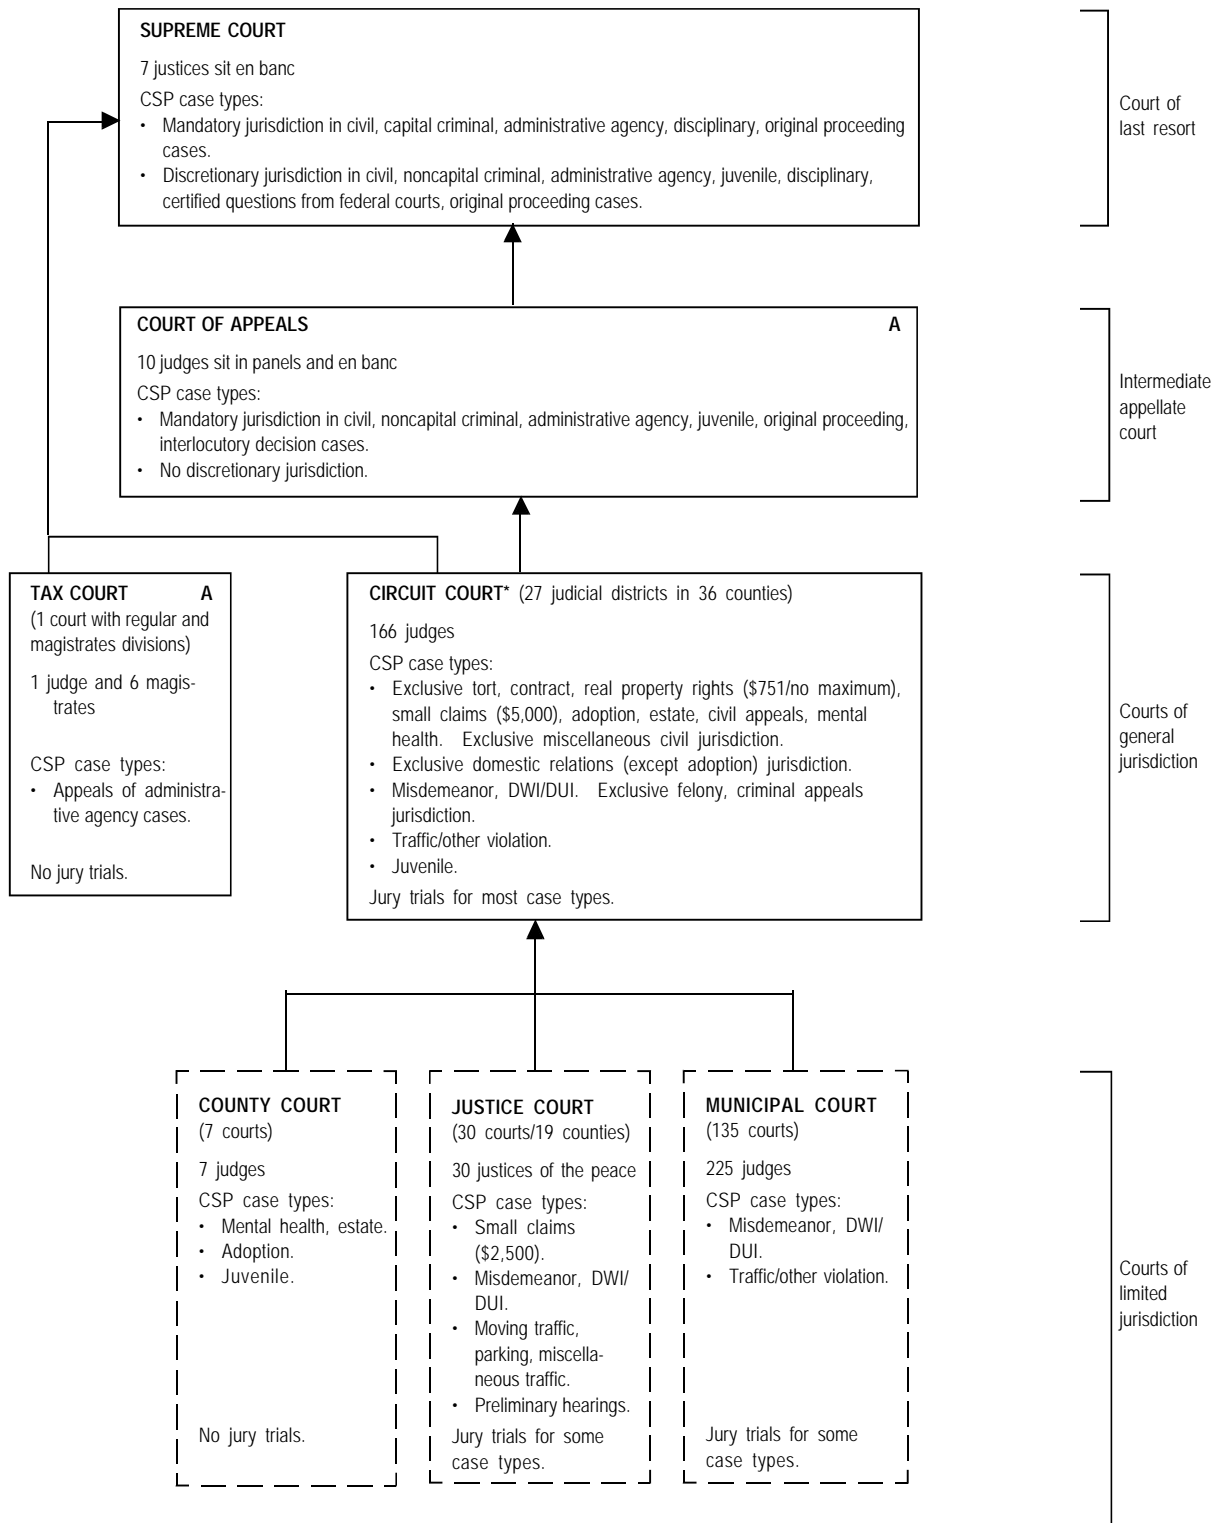 SUPREME COURT
7 justices sit en banc
CSP case types:
• Mandatory jurisdiction in civil, capital criminal, administrative agency, disciplinary, original proceeding
cases.
• Discretionary jurisdiction in civil, noncapital criminal, administrative agency, juvenile, disciplinary,
certified questions from federal courts, original proceeding cases.
Court of
last resort
COURT OF APPEALS A
10 judges sit in panels and en banc
CSP case types:
• Mandatory jurisdiction in civil, noncapital criminal, administrative agency, juvenile, original proceeding,
interlocutory decision cases.
• No discretionary jurisdiction.
Intermediate
appellate
court
TAX COURT A
(1 court with regular and
magistrates divisions)
1 judge and 6 magis-
trates
CSP case types:
• Appeals of administra-
tive agency cases.
No jury trials.
CIRCUIT COURT* (27 judicial districts in 36 counties)
166 judges
CSP case types:
• Exclusive tort, contract, real property rights ($751/no maximum),
small claims ($5,000), adoption, estate, civil appeals, mental
health. Exclusive miscellaneous civil jurisdiction.
• Exclusive domestic relations (except adoption) jurisdiction.
• Misdemeanor, DWI/DUI. Exclusive felony, criminal appeals
jurisdiction.
• Traffic/other violation.
• Juvenile.
Jury trials for most case types.
Courts of
general
jurisdiction
COUNTY COURT
(7 courts)
7 judges
CSP case types:
• Mental health, estate.
• Adoption.
• Juvenile.
No jury trials.
JUSTICE COURT
(30 courts/19 counties)
30 justices of the peace
CSP case types:
• Small claims
($2,500).
• Misdemeanor, DWI/
DUI.
• Moving traffic,
parking, miscella-
neous traffic.
• Preliminary hearings.
Jury trials for some
case types.
MUNICIPAL COURT
(135 courts)
225 judges
CSP case types:
• Misdemeanor, DWI/
DUI.
• Traffic/other violation.
Jury trials for some
case types.
Courts of
limited
jurisdiction